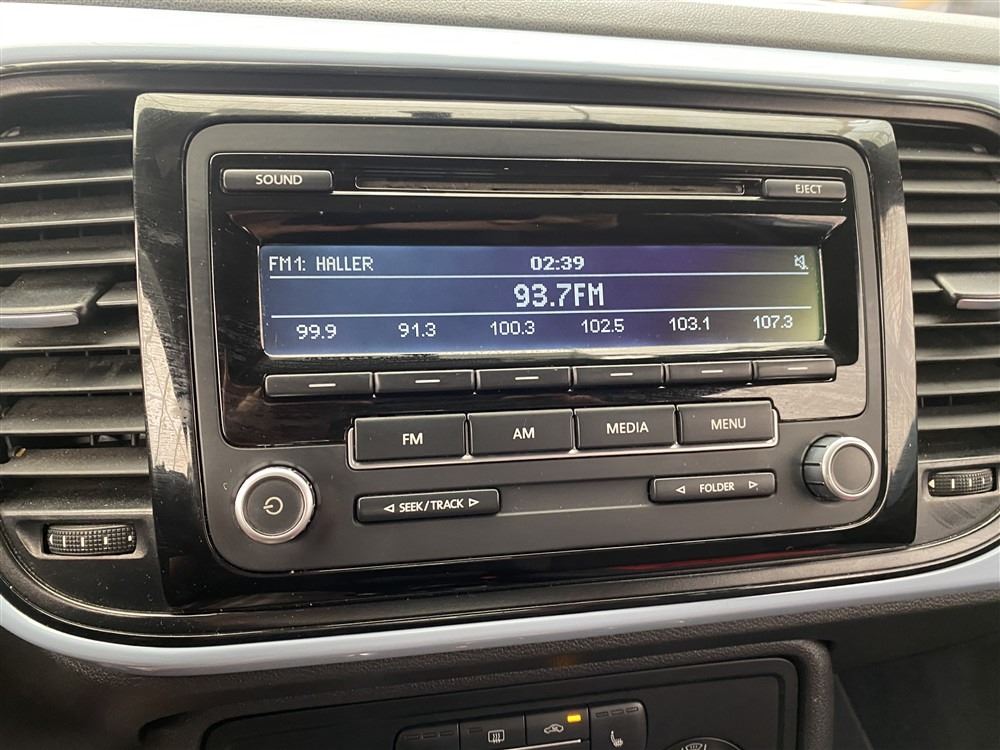 SOUND
EJECT
FM1: HALLER 02:39
93.7FM
99.9 91.3 100.3 102.5 103.1 107.3
FM AM MEDIA MENU
SEEK/TRACK FOLDER